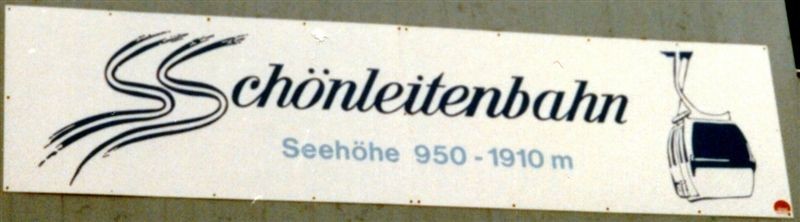 Schönleitenbahn
Seehöhe 950 - 1910 m